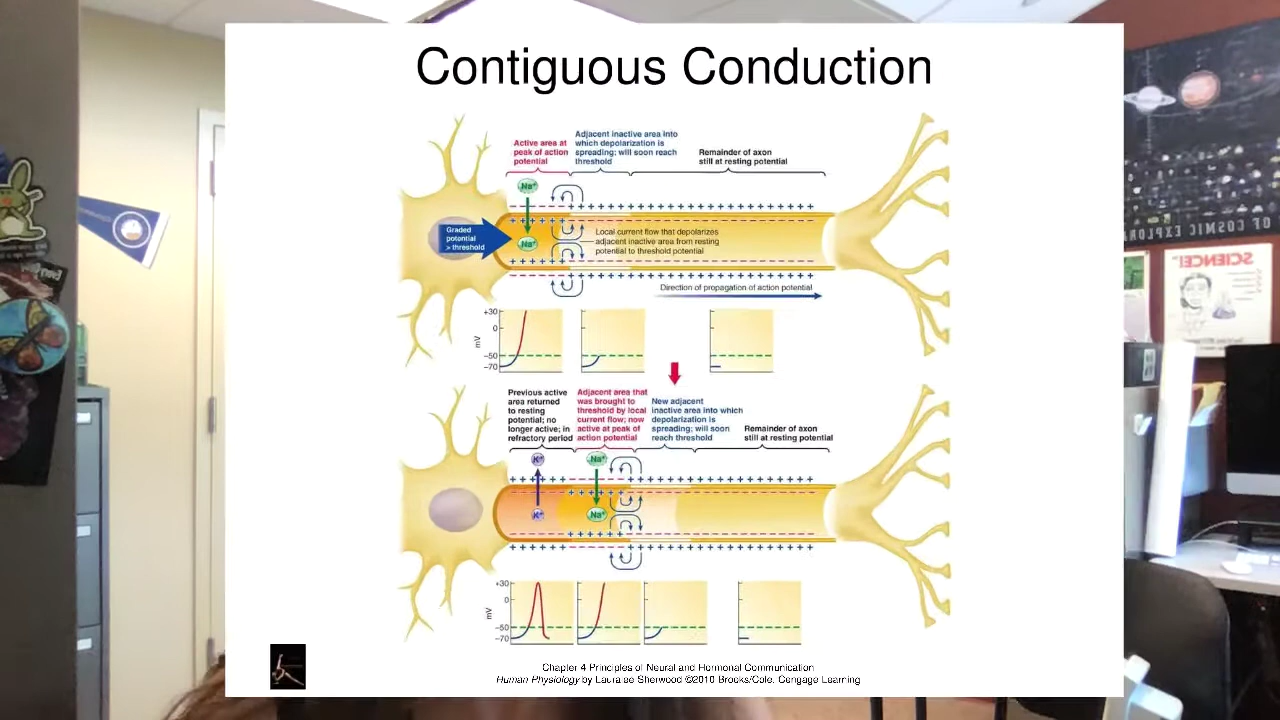 Contiguous Conduction
Active area at
peak of action
potential
Adjacent inactive area into
which depolarization is
spreading; will soon reach
threshold
Remainder of axon
still at resting potential
Na+
Graded
potential
> threshold
Na+
Local current flow that depolarizes
adjacent inactive area from resting
potential to threshold potential
Direction of propagation of action potential
+30
0
mV
–50
–70
Previous active
area returned
to resting
potential; no
longer active; in
refractory period
Adjacent area that
was brought to
threshold by local
current flow; now
active at peak of
action potential
New adjacent
inactive area into which
depolarization is
spreading; will soon
reach threshold
Remainder of axon
still at resting potential
K+
Na+
K+
Na+
+30
0
mV
–50
–70
Chapter 4 Principles of Neural and Hormonal Communication
Human Physiology by Lauralee Sherwood ©2010 Brooks/Cole, Cengage Learning
OF COSMIC EXPLORA
SCIENCE!